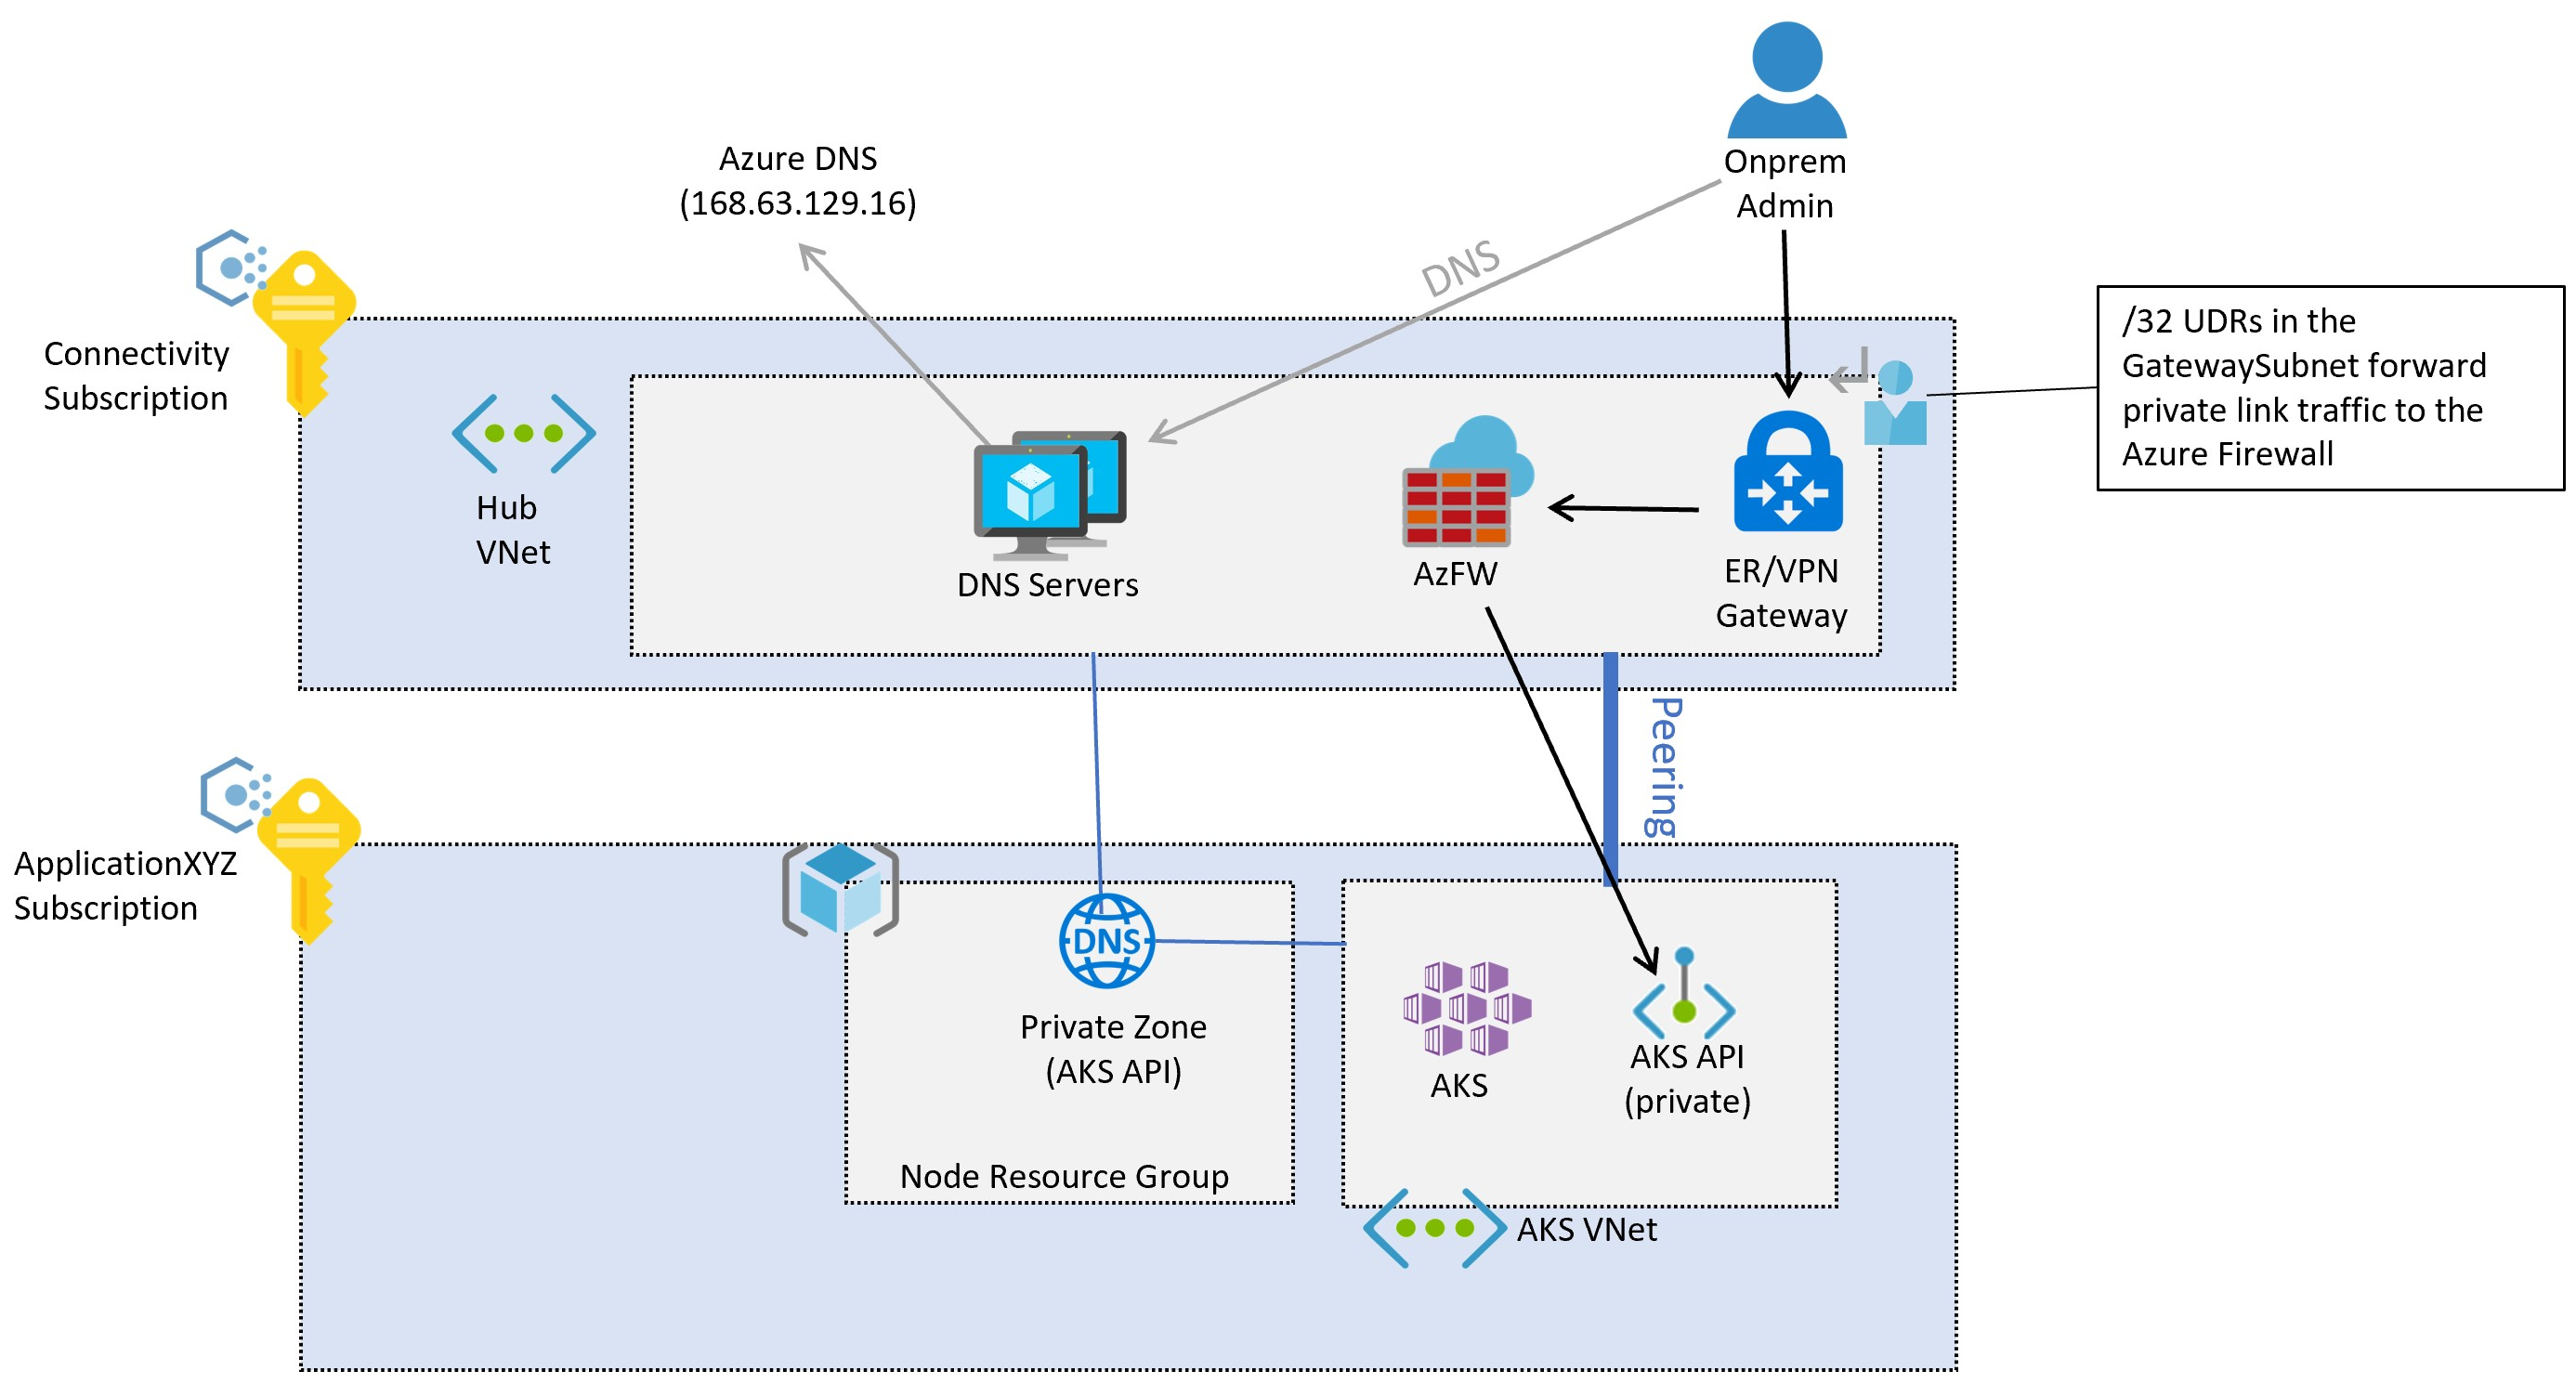 Onprem
Admin
Azure DNS
(168.63.129.16)
DNS
Connectivity
Subscription
/32 UDRs in the
GatewaySubnet forward
private link traffic to the
Azure Firewall
Hub
VNet
DNS Servers
AzFW
ER/VPN
Gateway
Peering
ApplicationXYZ
Subscription
DNS
Private Zone
(AKS API)
Node Resource Group
AKS
AKS API
(private)
AKS VNet